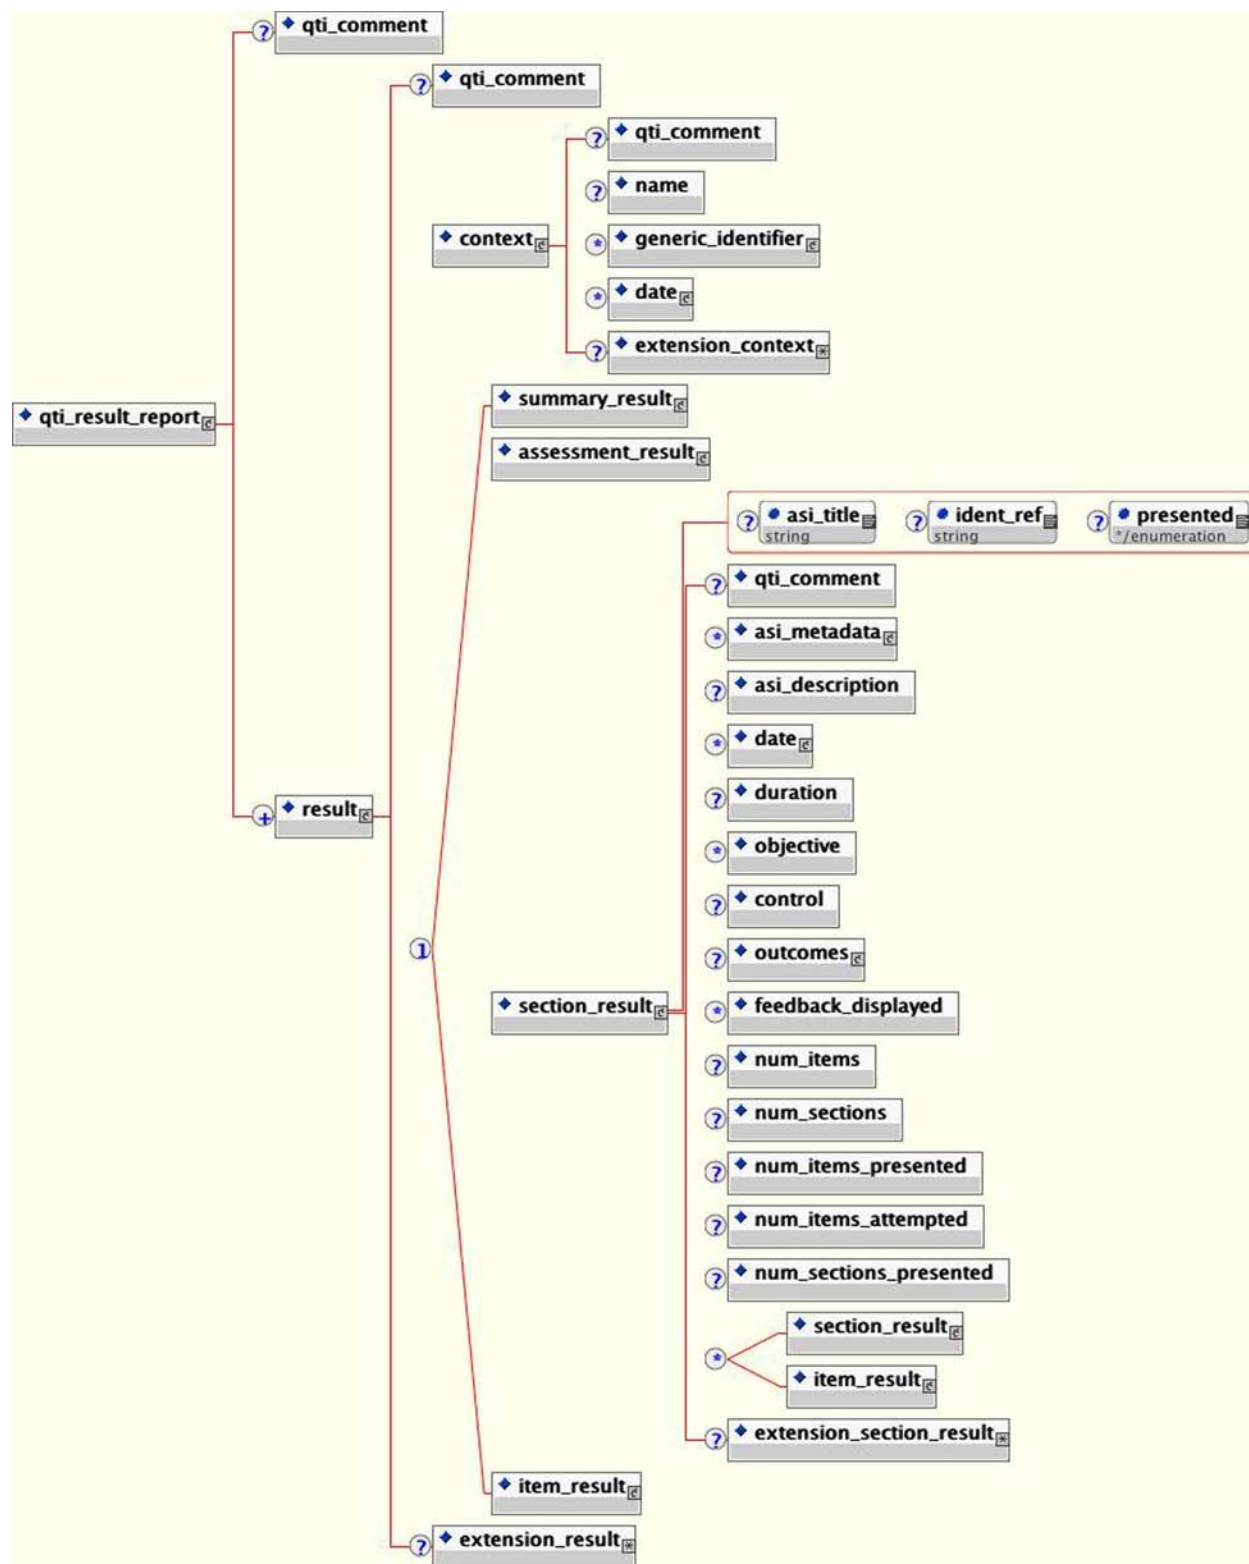 qti_comment
qti_comment
qti_comment
name
context
generic_identifier
date
extension_context
summary_result
qti_result_report
assessment_result
asi_title ident_ref presented
string string */enumeration
qti_comment
asi_metadata
asi_description
date
duration
result
objective
control
1
outcomes
section_result
feedback_displayed
num_items
num_sections
num_items_presented
num_items_attempted
num_sections_presented
section_result
item_result
extension_section_result
item_result
extension_result